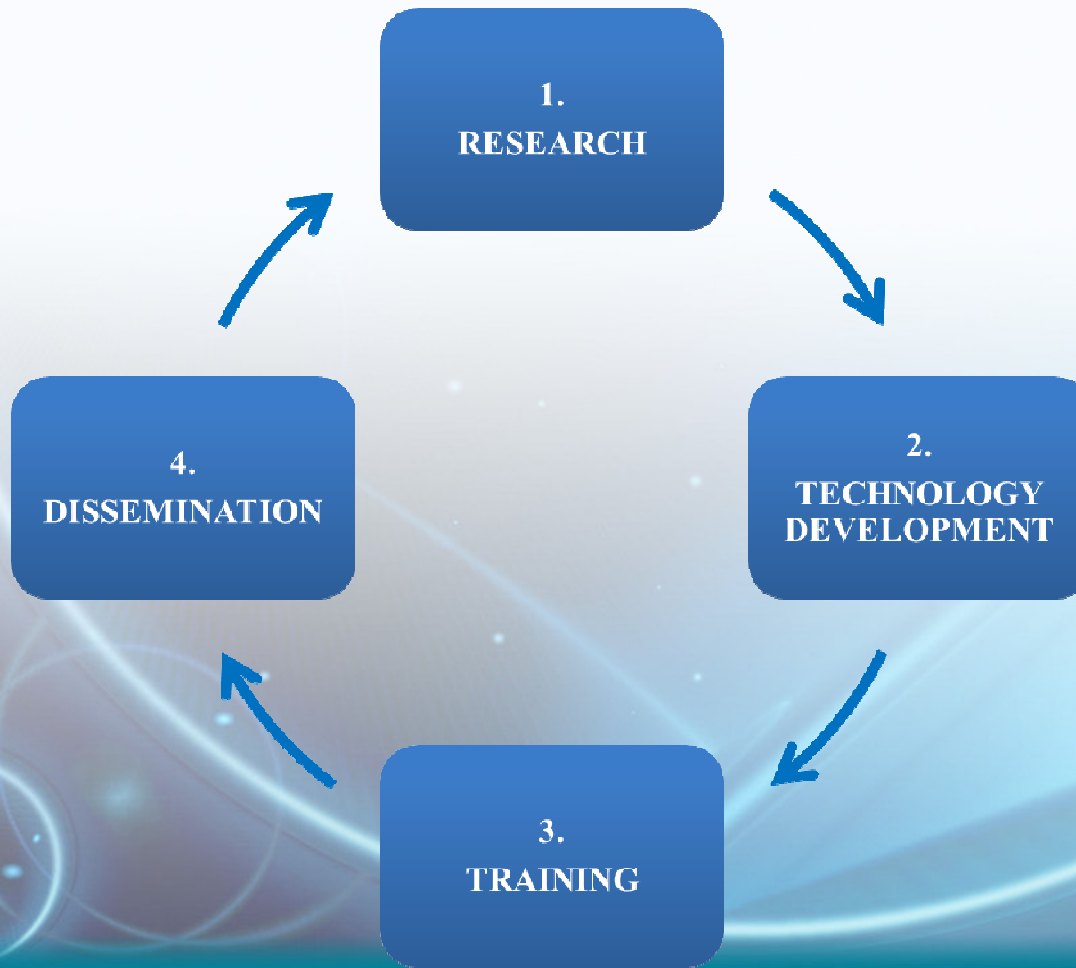 1.
RESEARCH
2.
TECHNOLOGY
DEVELOPMENT
3.
TRAINING
4.
DISSEMINATION